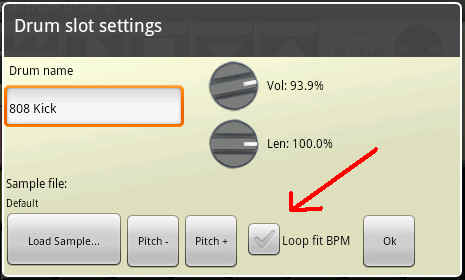 Drum slot settings
Drum name
808 Kick
Vol: 93.9%
Len: 100.0%
Sample file:
Default
Load Sample...
Pitch -
Pitch +
Loop fit BPM
Ok